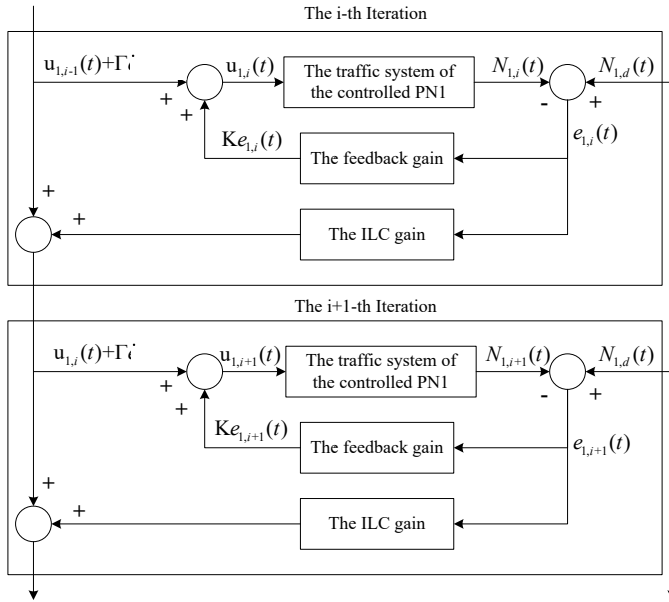 The i-th Iteration
u1,i-1(t)+Γ
u1,i(t)
The traffic system of
the controlled PN1
N1,i(t)
N1,d(t)
+
+
-
+
Ke1,i(t)
The feedback gain
e1,i(t)
+
+
The ILC gain
The i+1-th Iteration
u1,i(t)+Γ
u1,i+1(t)
The traffic system of
the controlled PN1
N1,i+1(t)
N1,d(t)
+
+
-
+
Ke1,i+1(t)
The feedback gain
e1,i+1(t)
+
+
The ILC gain